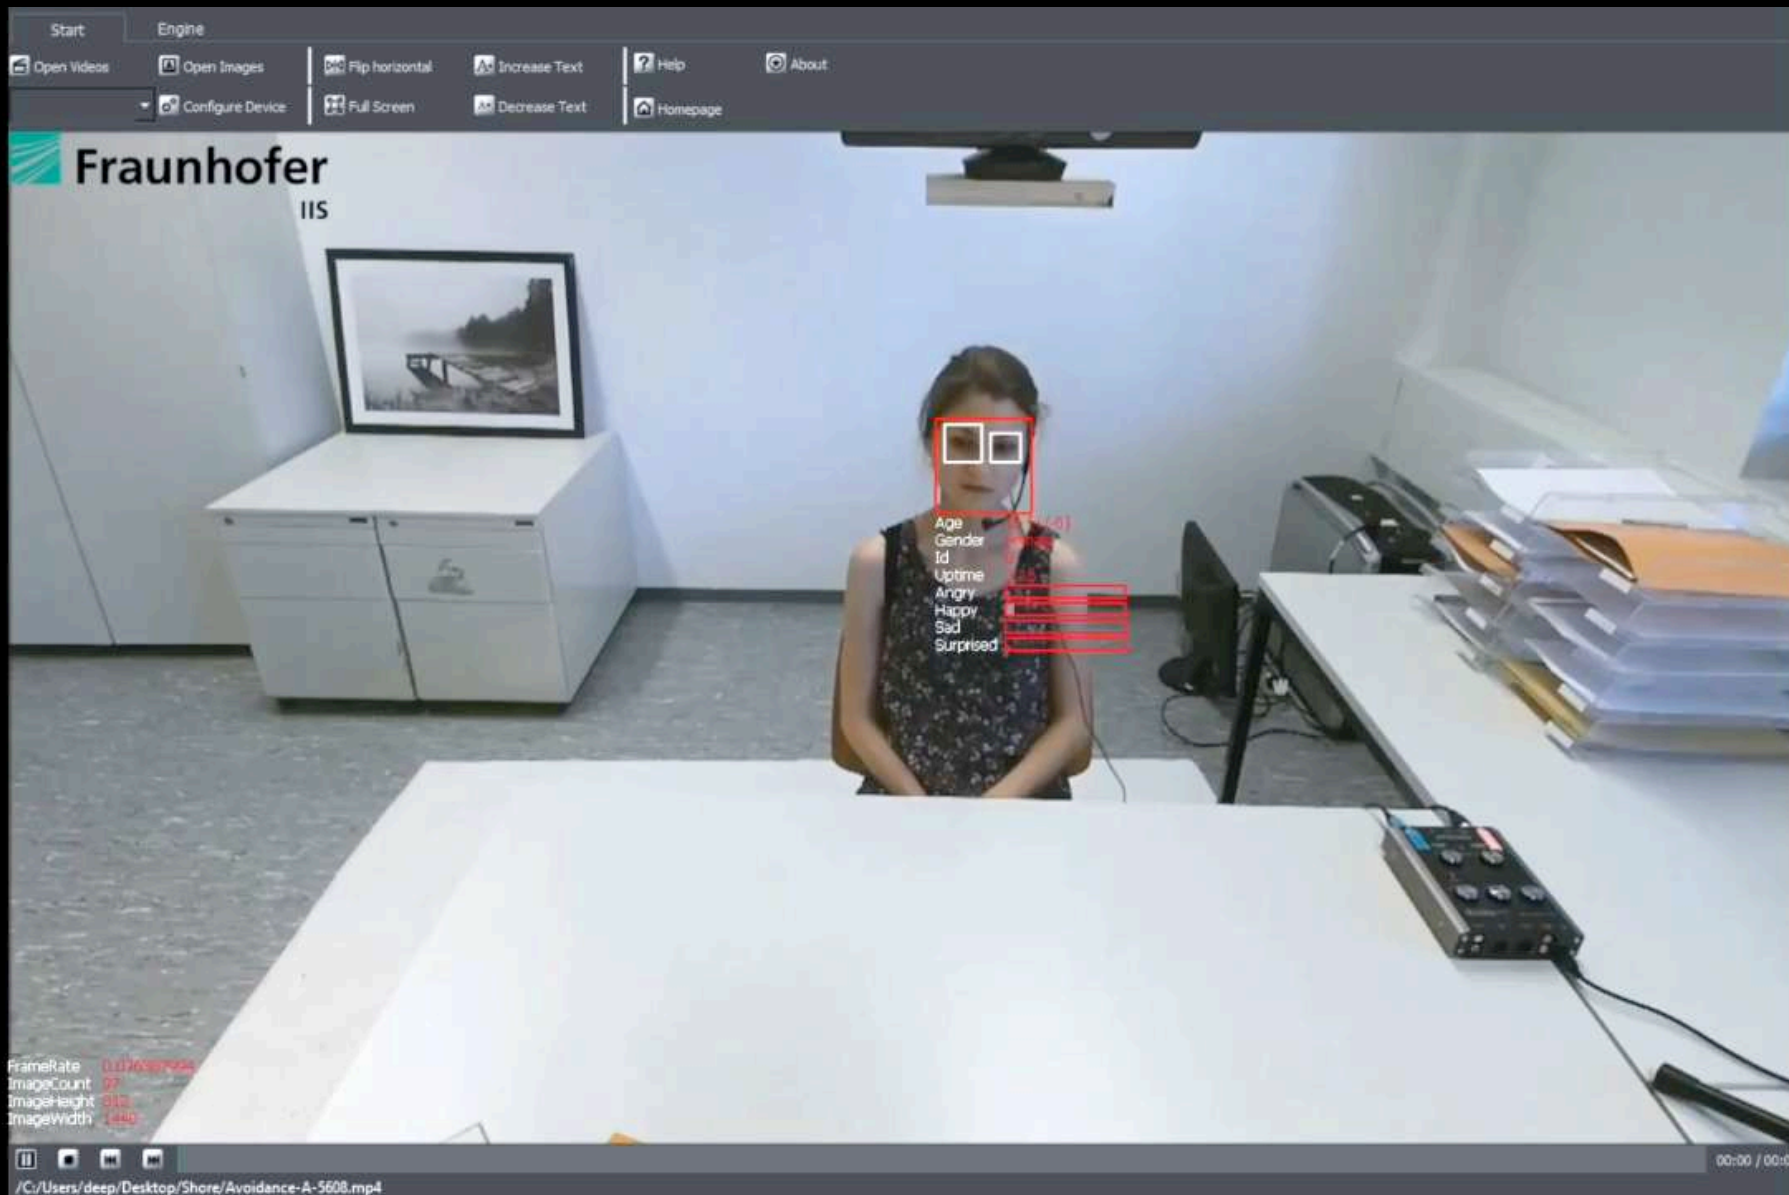 Start Engine
Open Videos Open Images Flip horizontal Increase Text Help About
Configure Device Full Screen Decrease Text Homepage
Fraunhofer
IIS
Age
Gender
Id
Uptime
Angry
Happy
Sad
Surprised
FrameRate
ImageCount 97
ImageHeight
ImageWidth 1440
00:00
/C:/Users/deep/Desktop/Shore/Avoidance-A-5608.mp4